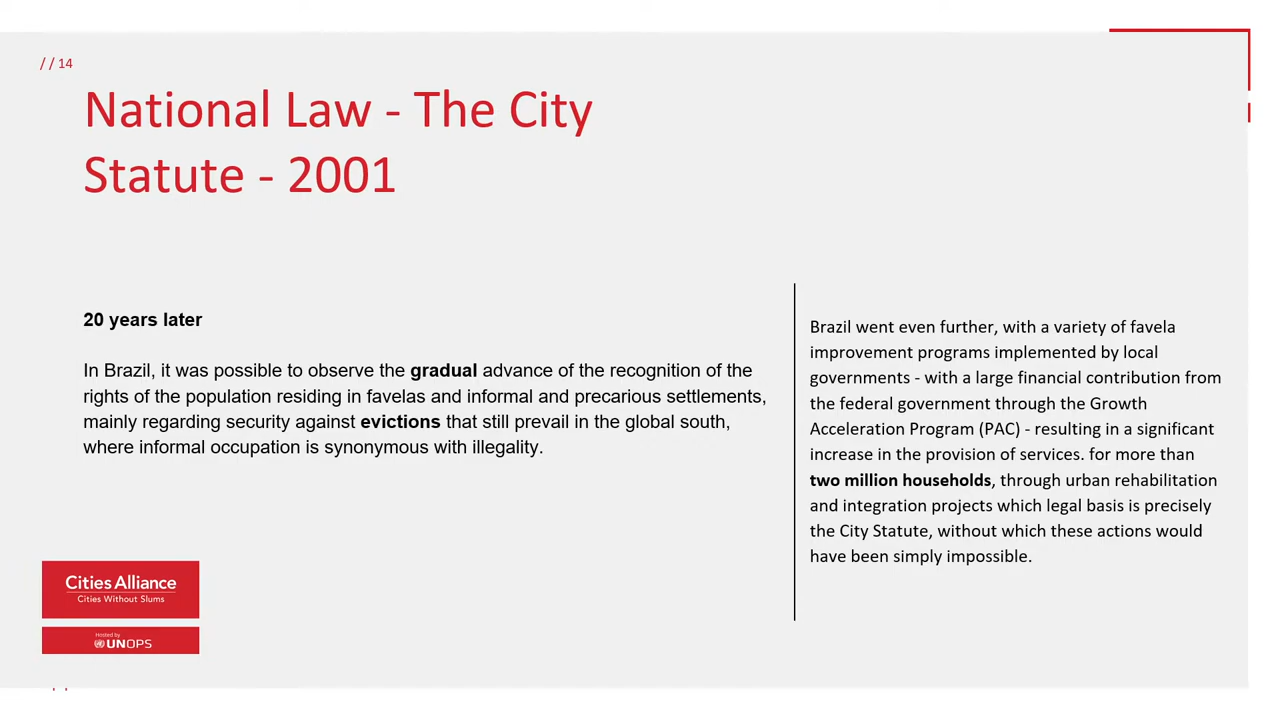 // 14
National Law - The City
Statute - 2001
20 years later
In Brazil, it was possible to observe the gradual advance of the recognition of the
rights of the population residing in favelas and informal and precarious settlements,
mainly regarding security against evictions that still prevail in the global south,
where informal occupation is synonymous with illegality.
Brazil went even further, with a variety of favela
improvement programs implemented by local
governments - with a large financial contribution from
the federal government through the Growth
Acceleration Program (PAC) - resulting in a significant
increase in the provision of services. for more than
two million households, through urban rehabilitation
and integration projects which legal basis is precisely
the City Statute, without which these actions would
have been simply impossible.
Cities Alliance
Cities Without Slums
Hosted by
UNOPS